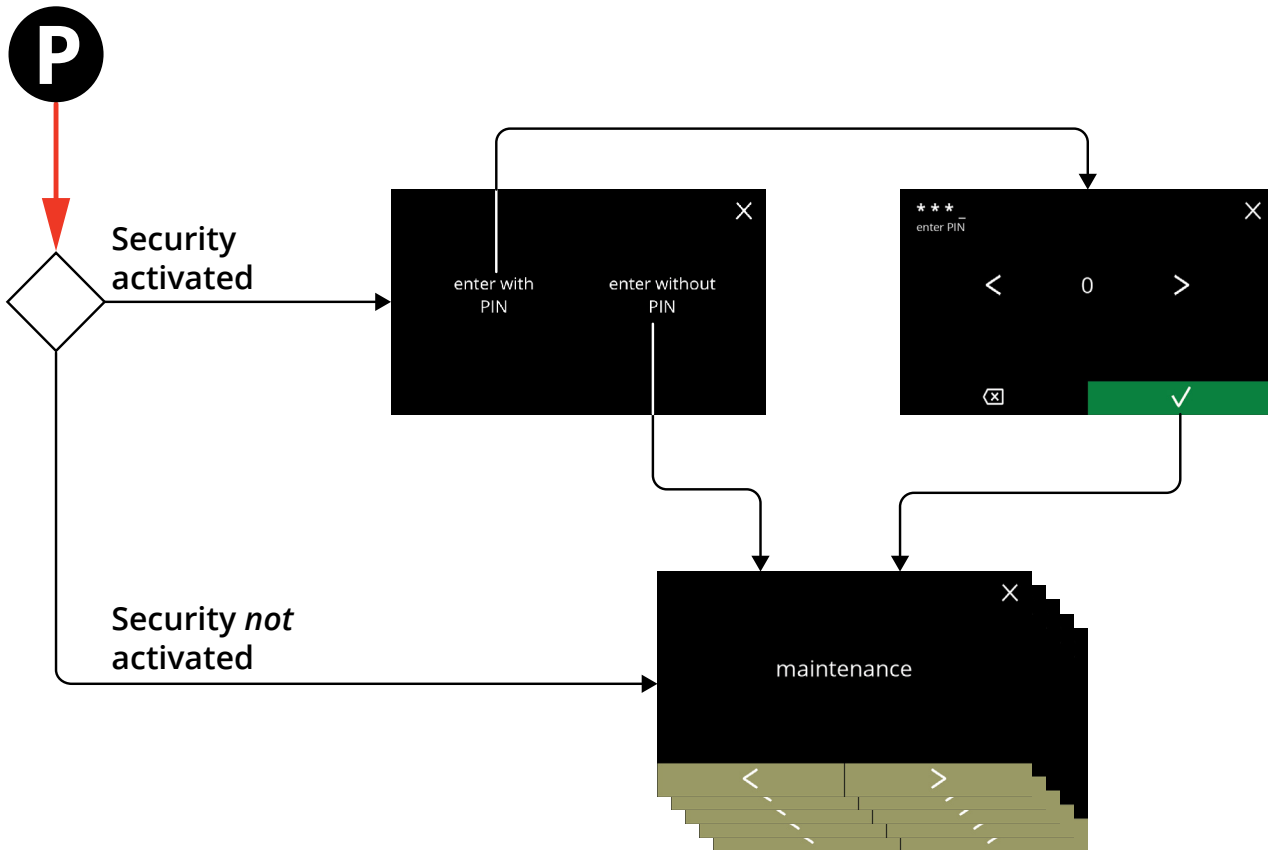 P
Security
activated
enter with
PIN
enter without
PIN
***_
enter PIN
0
Security not
activated
maintenance